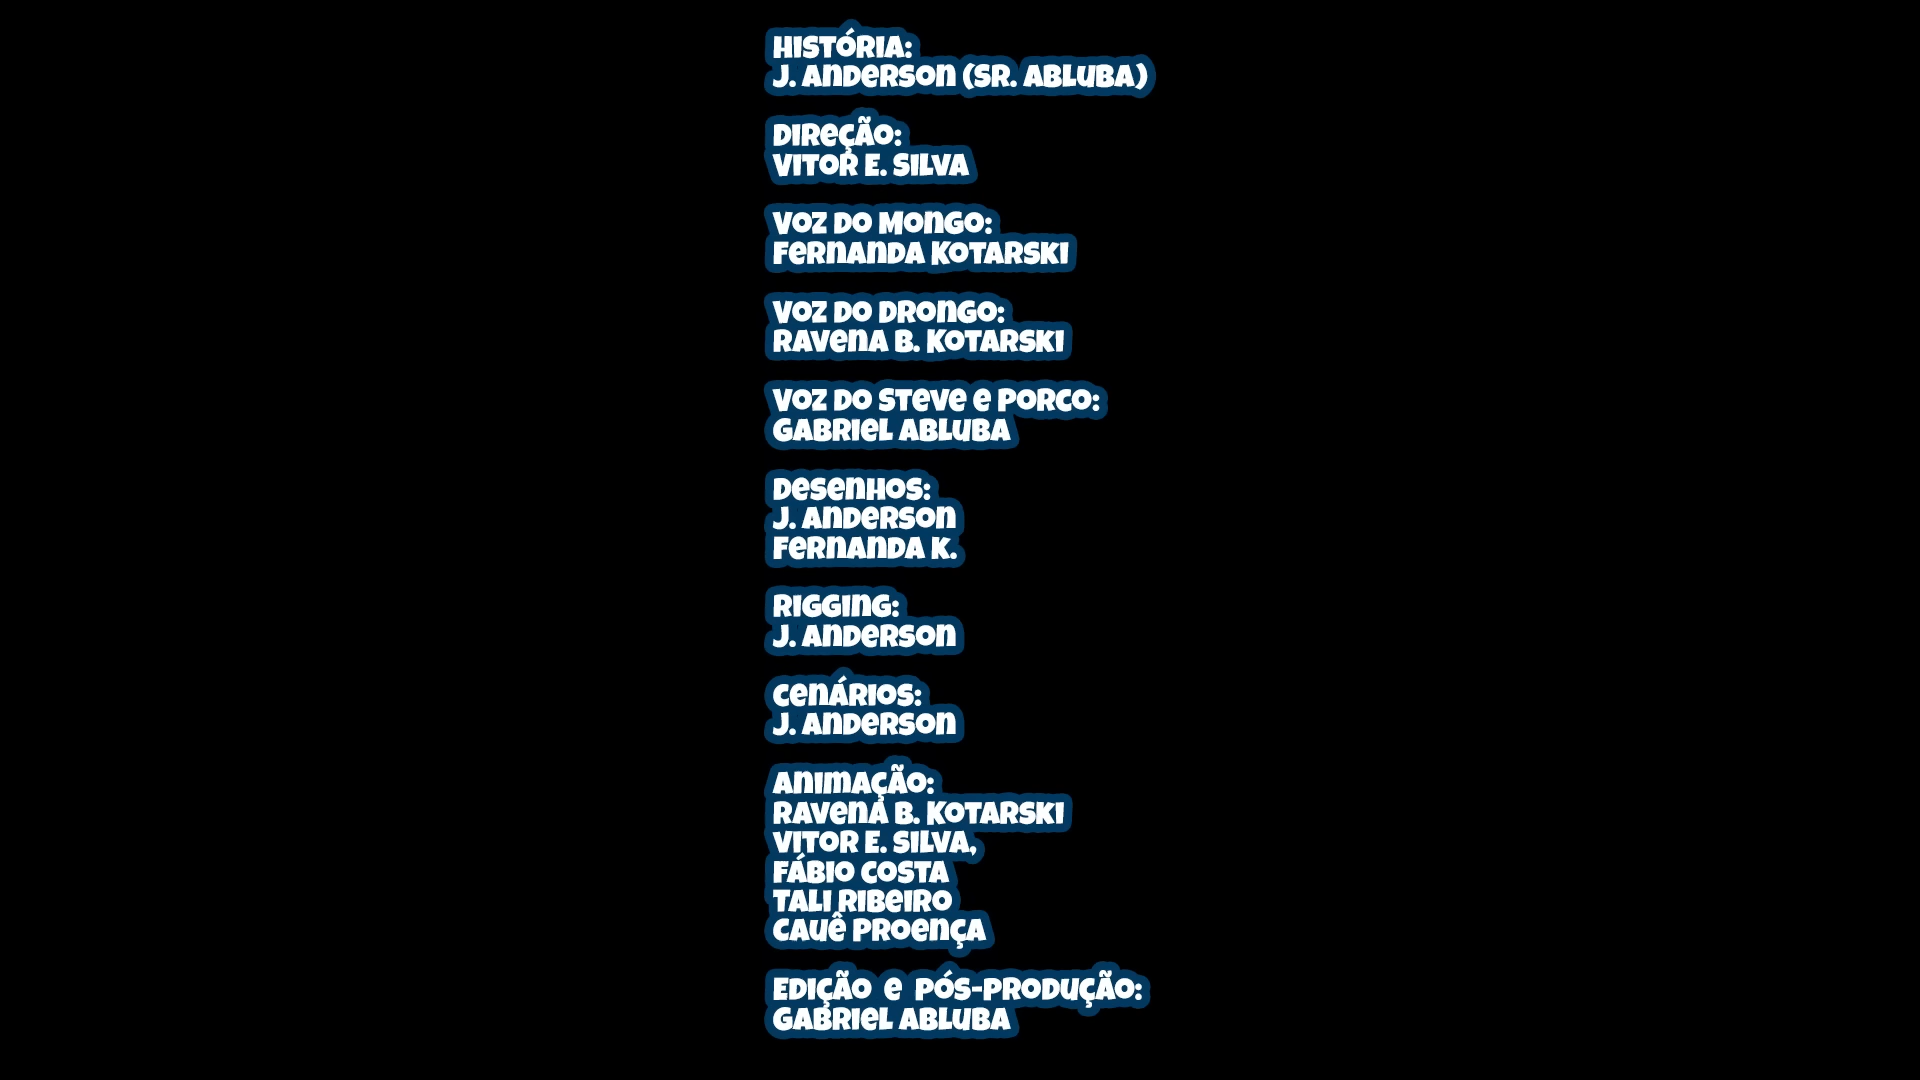 História:
J. Anderson (Sr. Abluba)
Direção:
Vitor E. Silva
Voz do Mongo:
Fernanda Kotarski
Voz do Drongo:
Ravena B. Kotarski
Voz do Steve e Porco:
Gabriel Abluba
Desenhos:
J. Anderson
Fernanda K.
Rigging:
J. Anderson
Cenários:
J. Anderson
Animação:
Ravena B. Kotarski
Vitor E. Silva,
Fábio Costa
Tali Ribeiro
Cauê Proença
Edição e Pós-Produção:
Gabriel Abluba